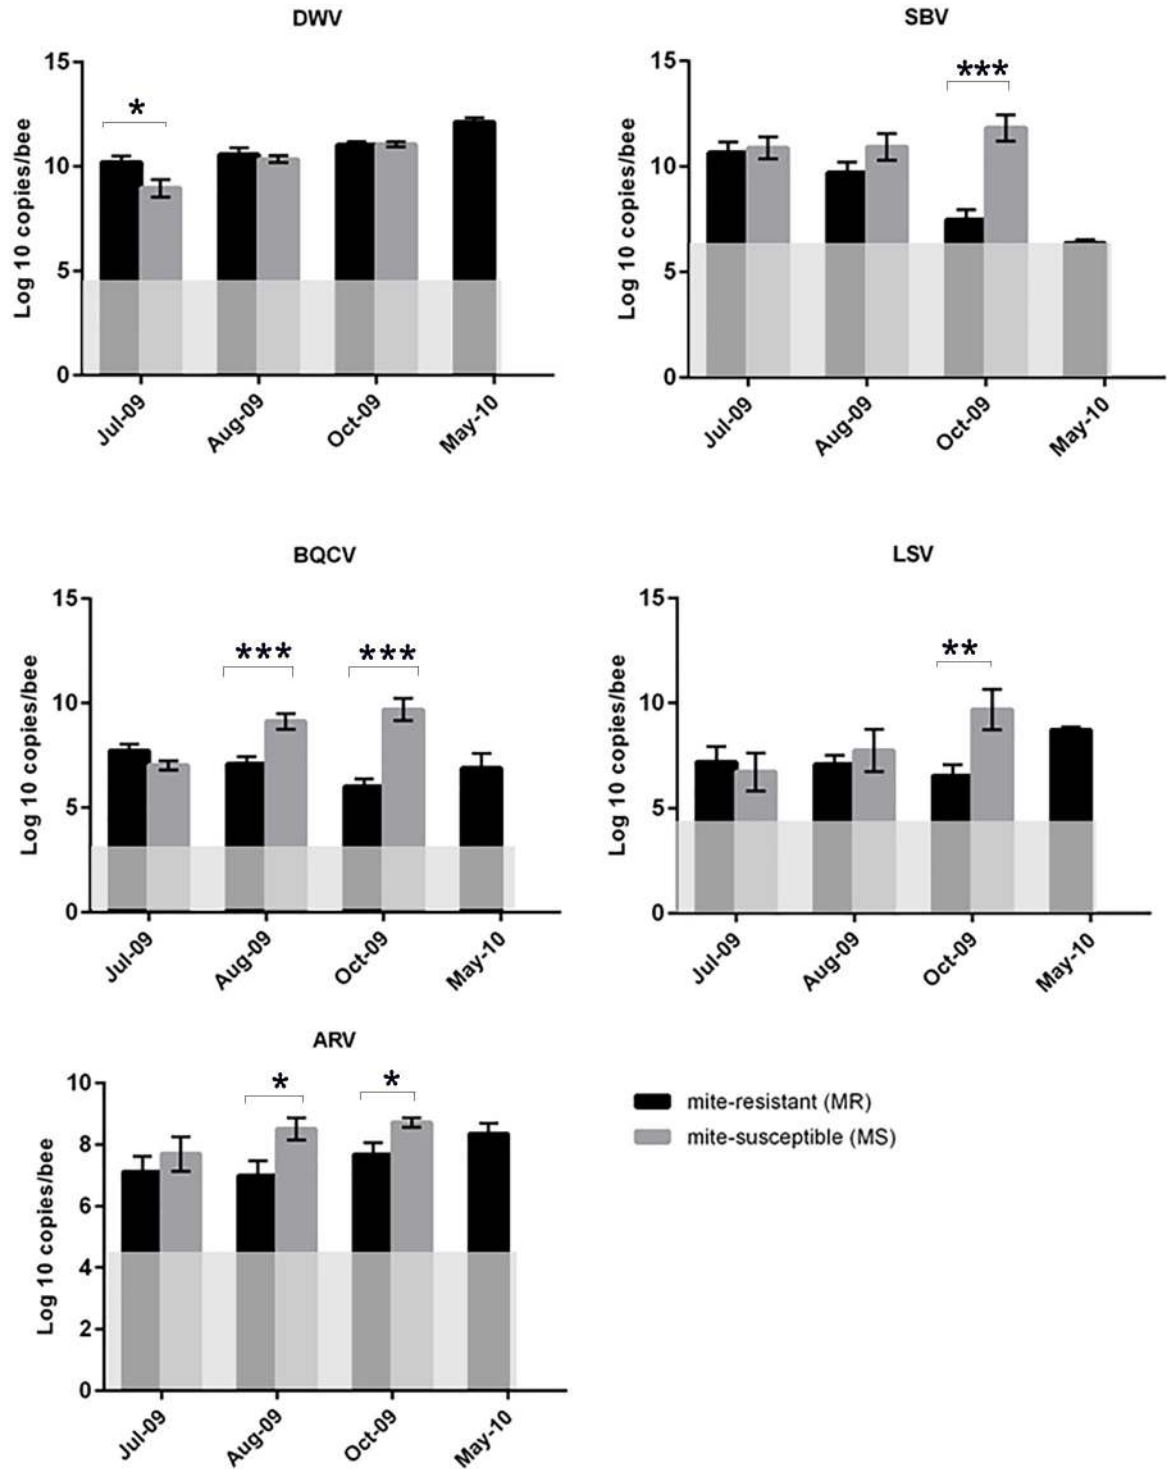 DWV
*
Log 10 copies/bee
15
10
5
0
Jul-09
Aug-09
Oct-09
May-10
SBV
***
Log 10 copies/bee
15
10
5
0
Jul-09
Aug-09
Oct-09
May-10
BQCV
*** ***
Log 10 copies/bee
15
10
5
0
Jul-09
Aug-09
Oct-09
May-10
LSV
**
Log 10 copies/bee
15
10
5
0
Jul-09
Aug-09
Oct-09
May-10
ARV
* *
Log 10 copies/bee
10
8
6
4
2
0
Jul-09
Aug-09
Oct-09
May-10
mite-resistant (MR)
mite-susceptible (MS)